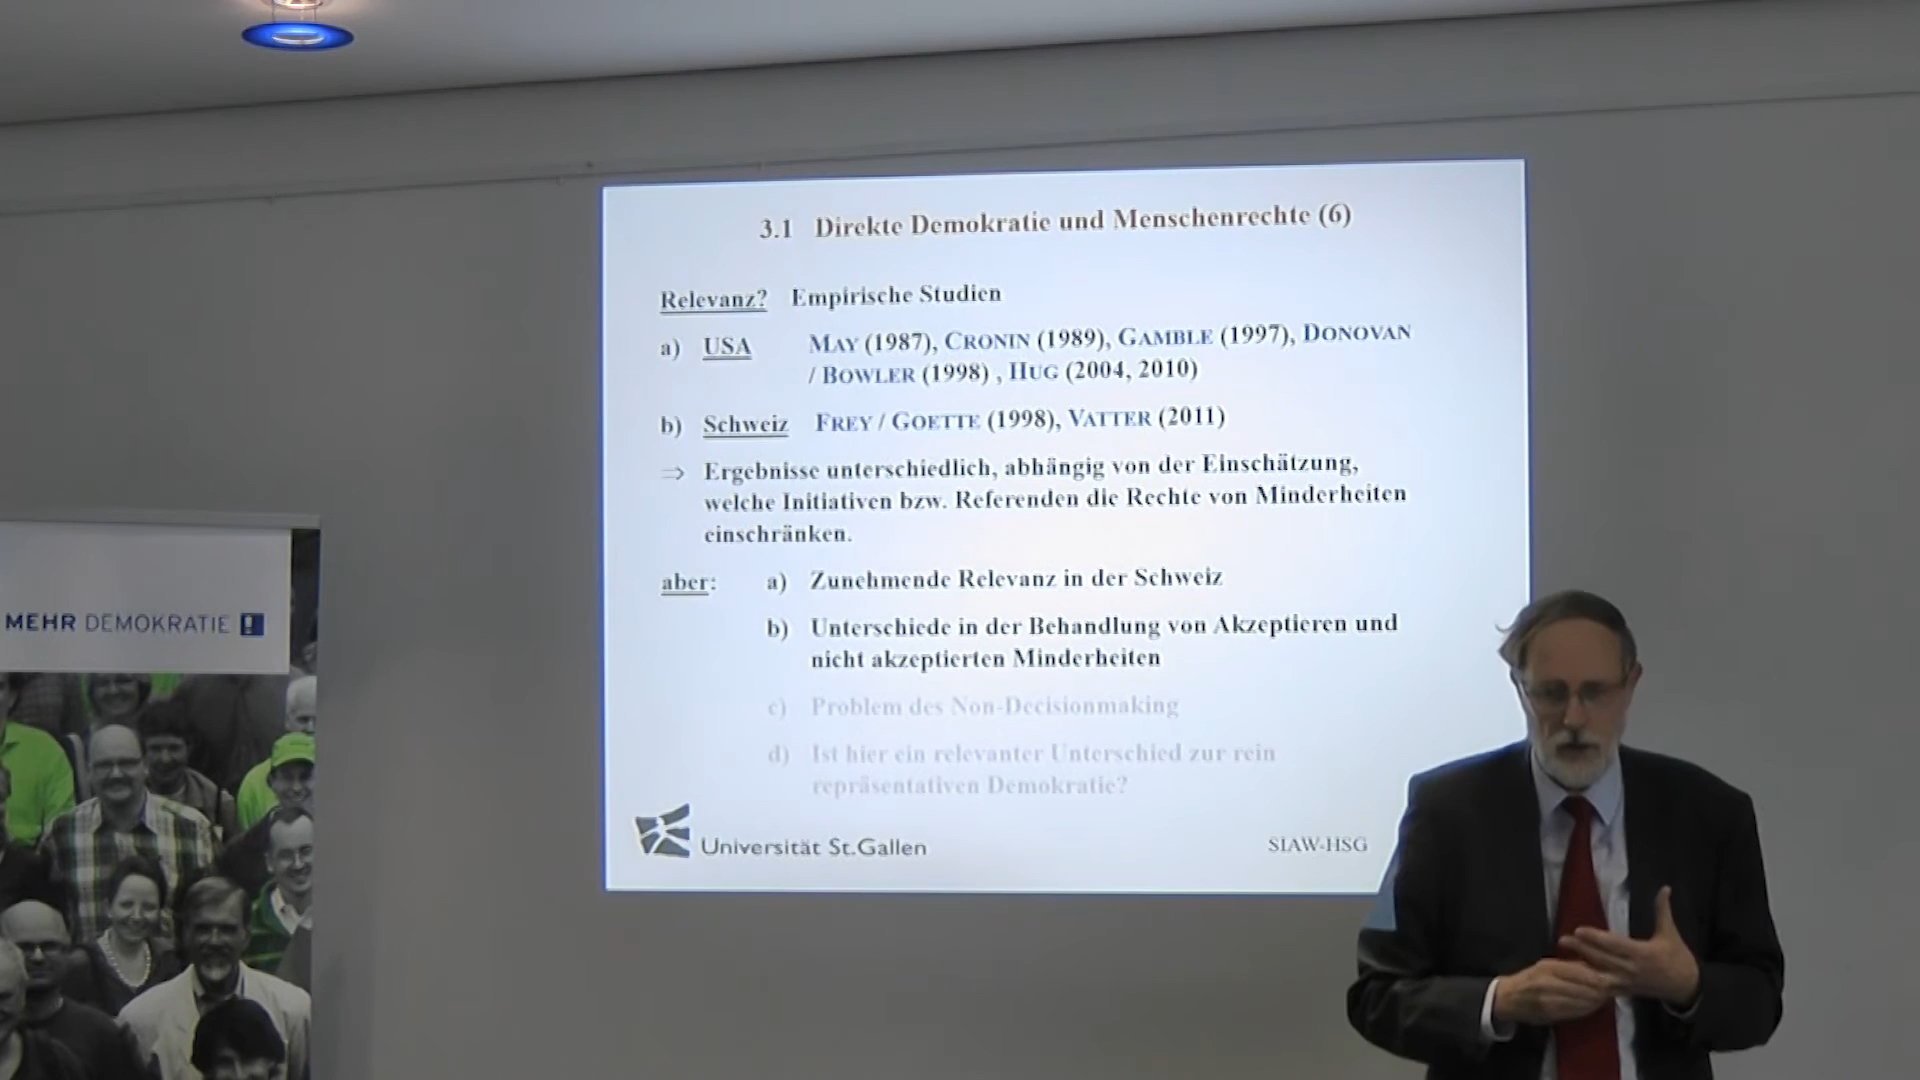 3.1 Direkte Demokratie und Menschenrechte (6)
Relevanz? Empirische Studien
a) USA MAY (1987), CRONIN (1989), GAMBLE (1997), DONOVAN
/ BOWLER (1998) , HUG (2004, 2010)
b) Schweiz FREY / GOETTE (1998), VATTER (2011)
⇒ Ergebnisse unterschiedlich, abhängig von der Einschätzung,
welche Initiativen bzw. Referenden die Rechte von Minderheiten
einschränken.
aber: a) Zunehmende Relevanz in der Schweiz
b) Unterschiede in der Behandlung von Akzeptieren und
nicht akzeptierten Minderheiten
c) Problem des Non-Decisionmaking
d) Ist hier ein relevanter Unterschied zur rein
repräsentativen Demokratie?
Universität St.Gallen SIAW-HSG
MEHR DEMOKRATIE !